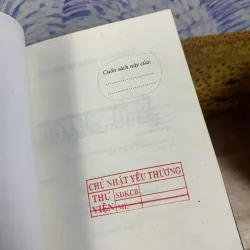 Cuốn sách này của:
CHỦ NHẬT YÊU THƯƠNG
THƯ VIỆN
SĐKCB